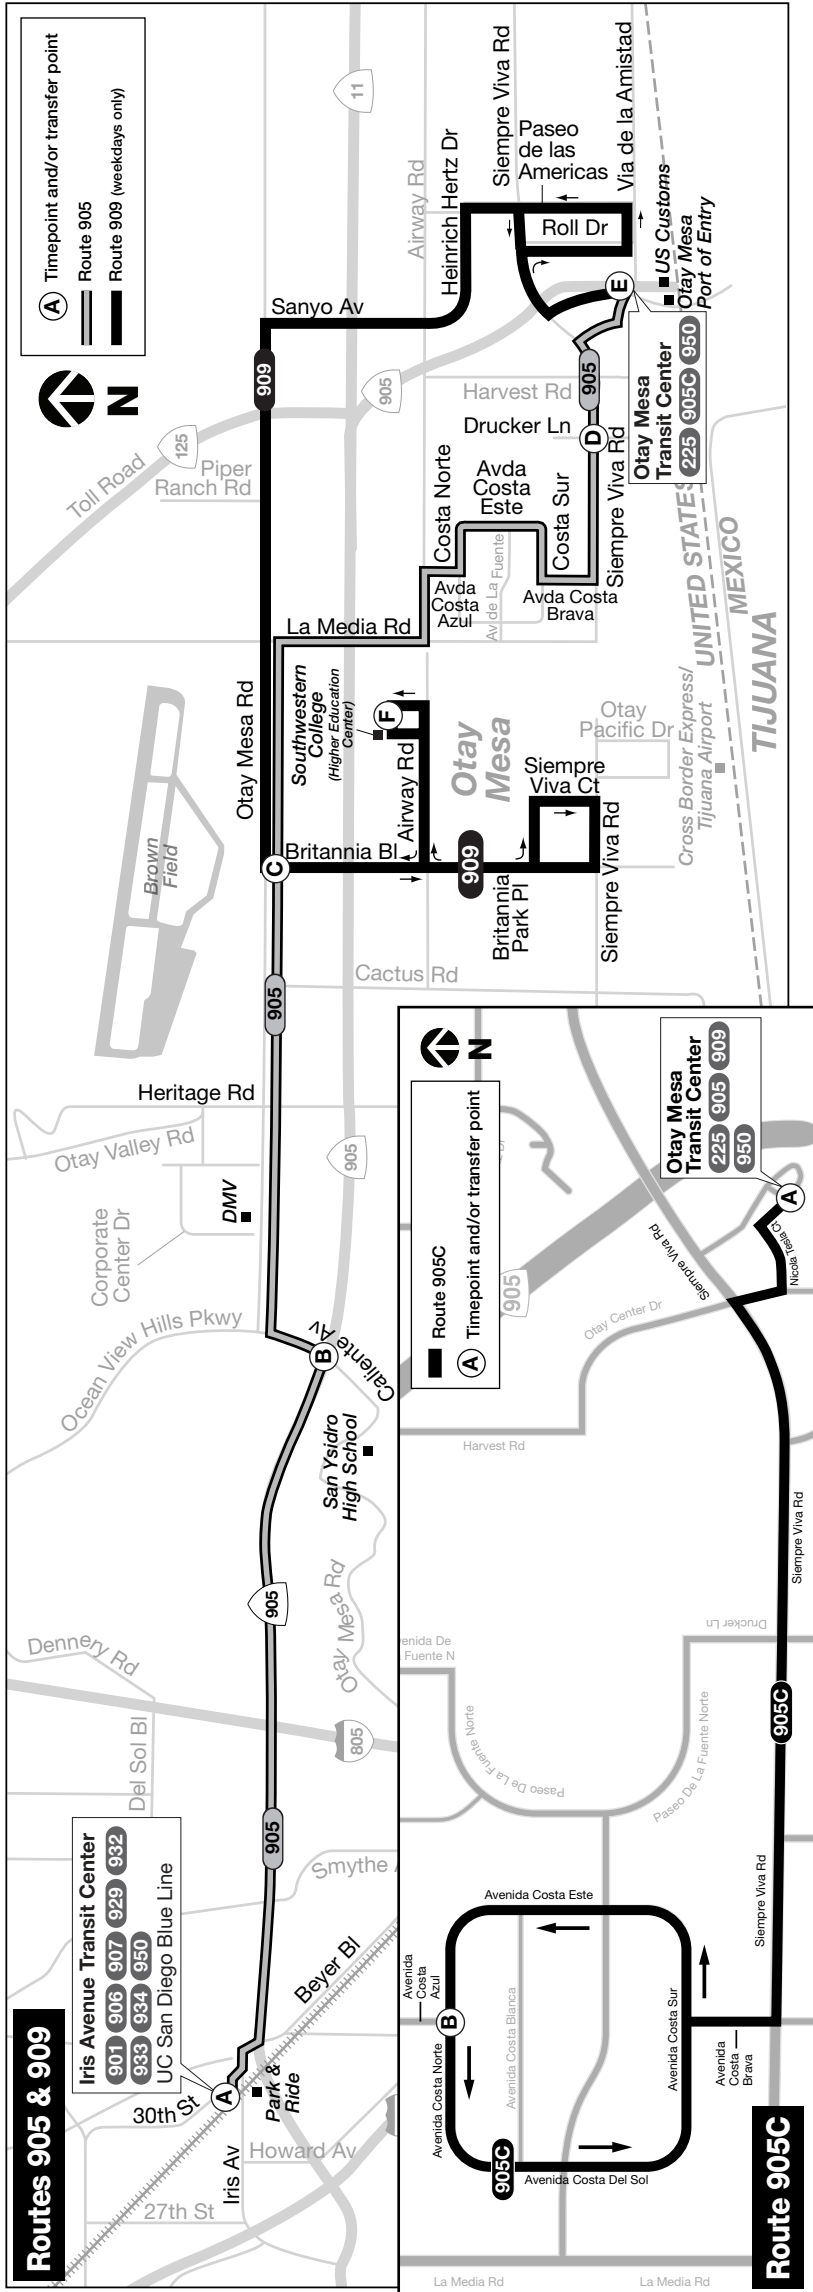 Routes 905 & 909
A Timepoint and/or transfer point
Route 905
Route 909 (weekdays only)
N
Iris Avenue Transit Center
901 906 907 929 932
933 934 950
UC San Diego Blue Line
A
30th St
Iris Av
Park &
Ride
Howard Av
27th St
Beyer Bl
Smythe
905
Del Sol Bl
Dennery Rd
805
905
Otay Mesa Rd
San Ysidro
High School
B
Caliente Av
Ocean View Hills Pkwy
Corporate
Center Dr
DMV
Otay Valley Rd
Heritage Rd
905
905
Cactus Rd
Brown
Field
C
Britannia Bl
Otay Mesa Rd
Airway Rd
909
Britannia
Park Pl
Siempre Viva Rd
Siempre
Viva Ct
Southwestern
College
(Higher Education
Center)
F
Otay
Mesa
La Media Rd
Otay
Pacific Dr
Cross Border Express/
Tijuana Airport
TIJUANA
MEXICO
UNITED STATES
Avda
Costa
Azul
Costa Norte
Av de La Fuente
Avda
Costa
Este
Avda Costa
Brava
Costa Sur
Siempre Viva Rd
D
Drucker Ln
Harvest Rd
905
Toll Road
125
Piper
Ranch Rd
909
905
Sanyo Av
Heinrich Hertz Dr
Airway Rd
11
Siempre Viva Rd
Paseo
de las
Americas
Roll Dr
Via de la Amistad
E
US Customs
Otay Mesa
Port of Entry
Otay Mesa
Transit Center
225 905C 950
Route 905C
Route 905C
A Timepoint and/or transfer point
N
La Media Rd
La Media Rd
905C
Avenida Costa Del Sol
Avenida Costa Norte
B
Avenida
Costa
Azul
Avenida Costa Blanca
Avenida Costa Este
Avenida Costa Sur
Avenida
Costa
Brava
Siempre Viva Rd
905C
Paseo De La Fuente Norte
Paseo De La Fuente Norte
enida De
Fuente N
Drucker Ln
Siempre Viva Rd
Harvest Rd
Otay Center Dr
905
Siempre Viva Rd
Nicola Tesla Ct
A
Otay Mesa
Transit Center
225 905 909
950